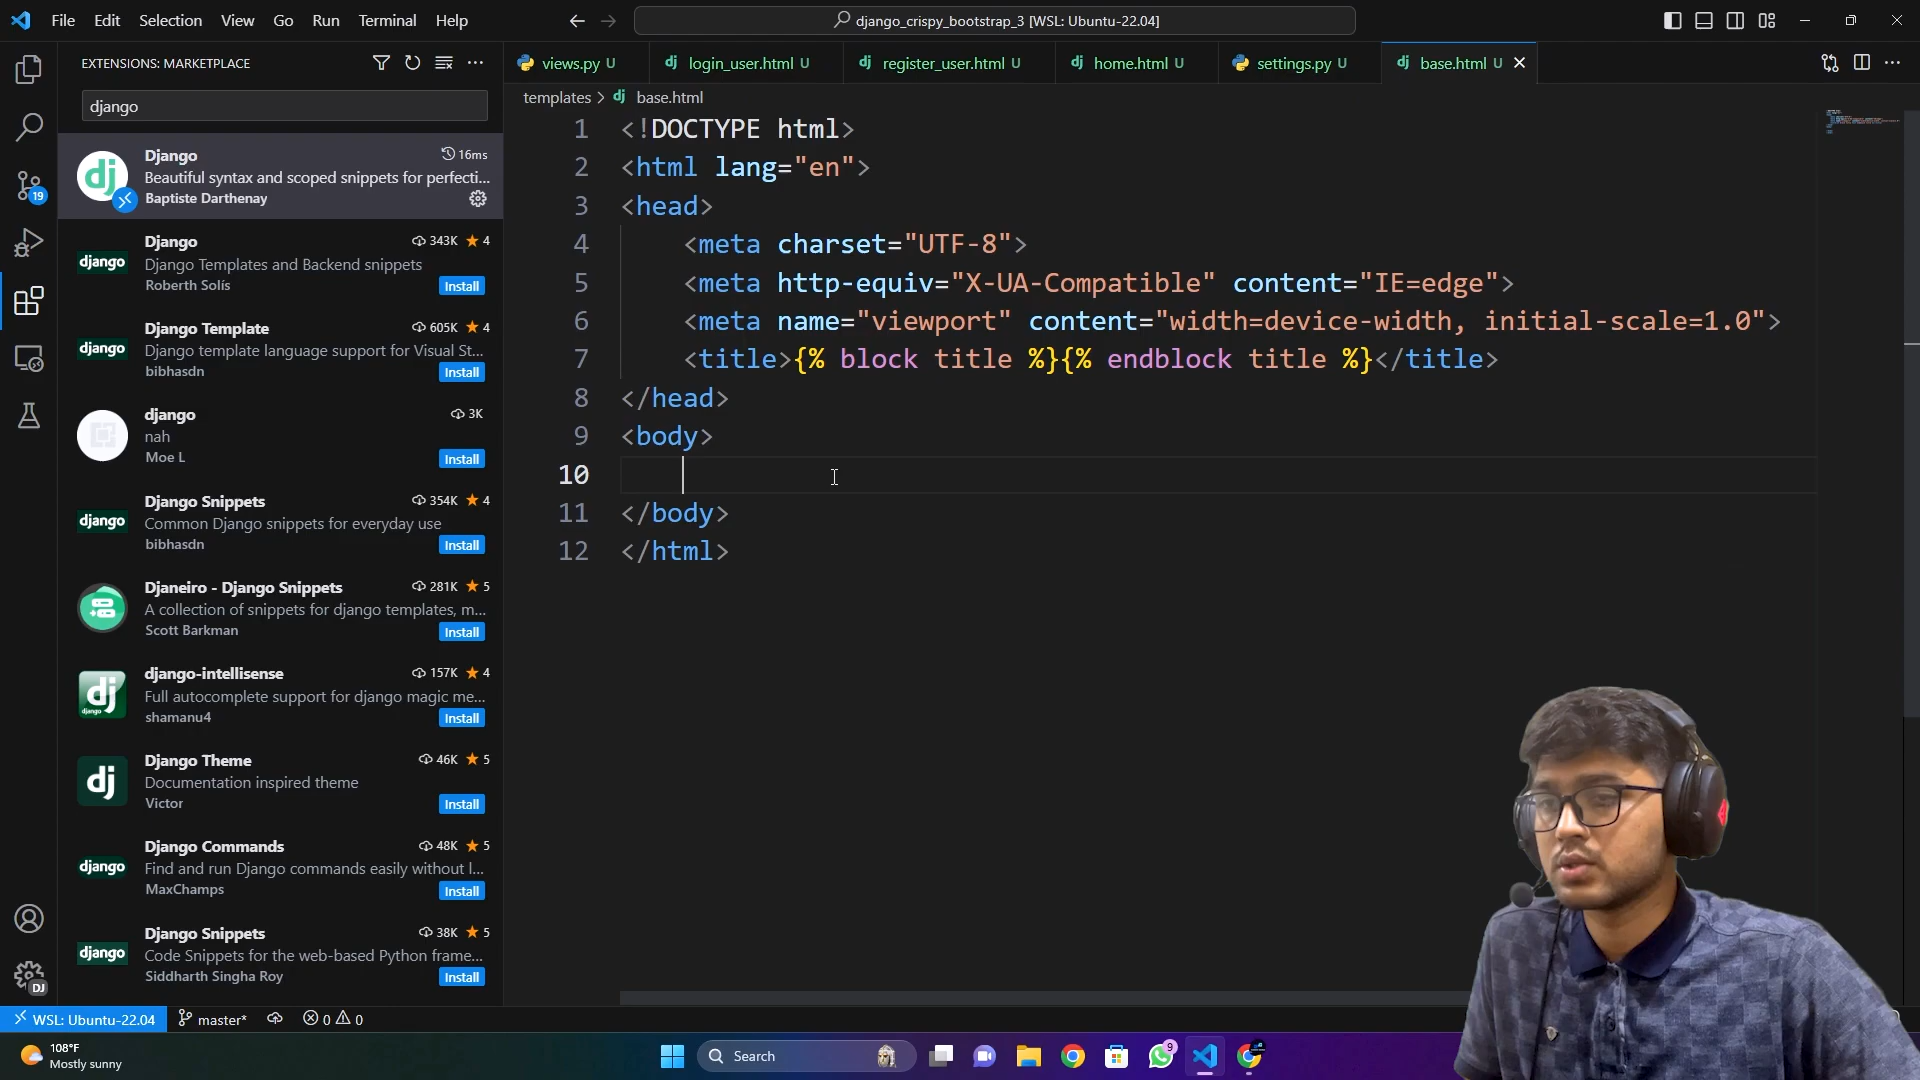 File Edit Selection View Go Run Terminal Help
django_crispy_bootstrap_3 [WSL: Ubuntu-22.04]
EXTENSIONS: MARKETPLACE
views.py U
login_user.html U
register_user.html U
home.html U
settings.py U
base.html U
django
templates > base.html
Django 16ms
Beautiful syntax and scoped snippets for perfecti...
Baptiste Darthenay
Django 343K 4
Django Templates and Backend snippets
Roberth Solís Install
Django Template 605K 4
Django template language support for Visual St...
bibhasdn Install
django 3K
nah
Moe L Install
Django Snippets 354K 4
Common Django snippets for everyday use
bibhasdn Install
Djaneiro - Django Snippets 281K 5
A collection of snippets for django templates, m...
Scott Barkman Install
django-intellisense 157K 4
Full autocomplete support for django magic me...
shamanu4 Install
Django Theme 46K 5
Documentation inspired theme
Victor Install
Django Commands 48K 5
Find and run Django commands easily without l...
MaxChamps Install
Django Snippets 38K 5
Code Snippets for the web-based Python frame...
Siddharth Singha Roy Install
19
1 <!DOCTYPE html>
2 <html lang="en">
3 <head>
4 <meta charset="UTF-8">
5 <meta http-equiv="X-UA-Compatible" content="IE=edge">
6 <meta name="viewport" content="width=device-width, initial-scale=1.0">
7 <title>{% block title %}{% endblock title %}</title>
8 </head>
9 <body>
10
11 </body>
12 </html>
DJ
WSL: Ubuntu-22.04 master* 0 0
108°F
Mostly sunny
Search
9